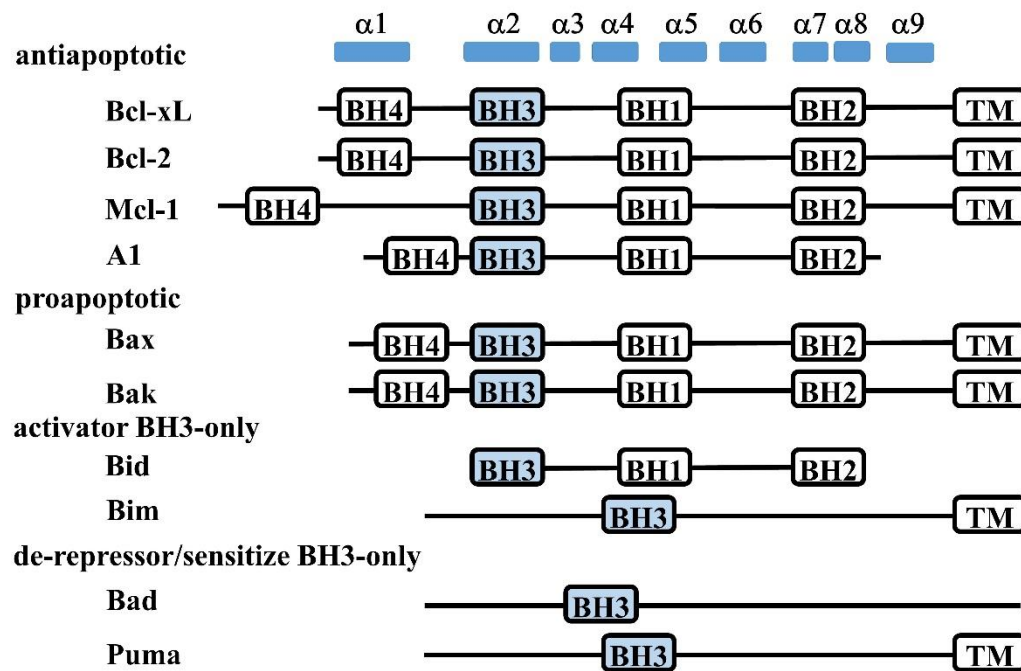 α1 α2 α3 α4 α5 α6 α7 α8 α9
antiapoptotic
Bcl-xL BH4 BH3 BH1 BH2 TM
Bcl-2 BH4 BH3 BH1 BH2 TM
Mcl-1 BH4 BH3 BH1 BH2 TM
A1 BH4 BH3 BH1 BH2
proapoptotic
Bax BH4 BH3 BH1 BH2 TM
Bak BH4 BH3 BH1 BH2 TM
activator BH3-only
Bid BH3 BH1 BH2
Bim BH3 TM
de-repressor/sensitize BH3-only
Bad BH3
Puma BH3 TM